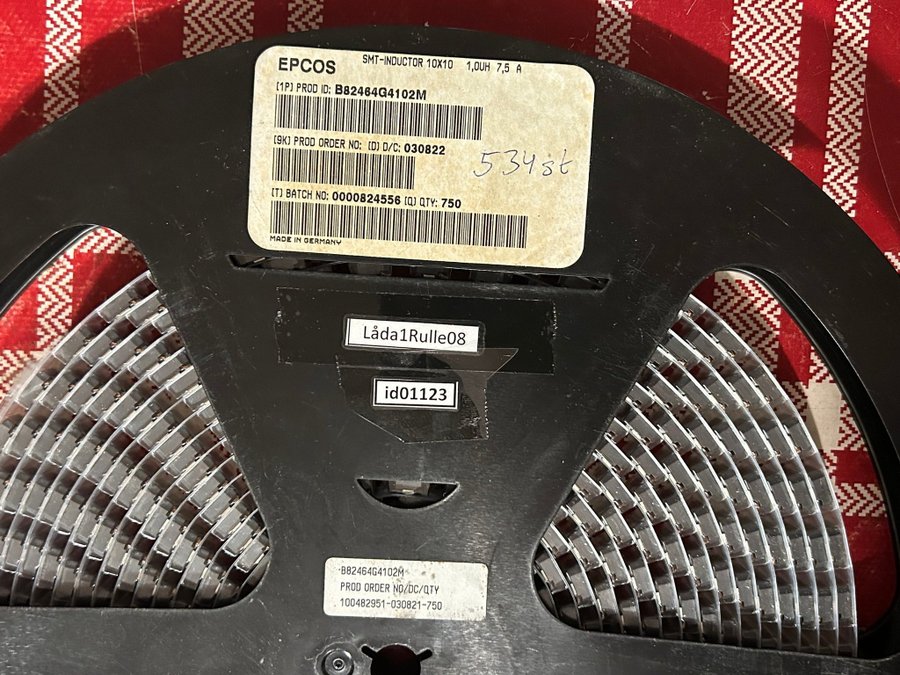 EPCOS SMT-INDUCTOR 10X10 1,0UH 7,5 A
[1P] PROD ID: B82464G4102M
[9K] PROD ORDER NO: [D] D/C: 030822
534st
[T] BATCH NO: 0000824556 [Q] QTY: 750
MADE IN GERMANY
Låda1Rulle08
id01123
B82464G4102M
PROD ORDER NO/DC/QTY
100482951-030821-750